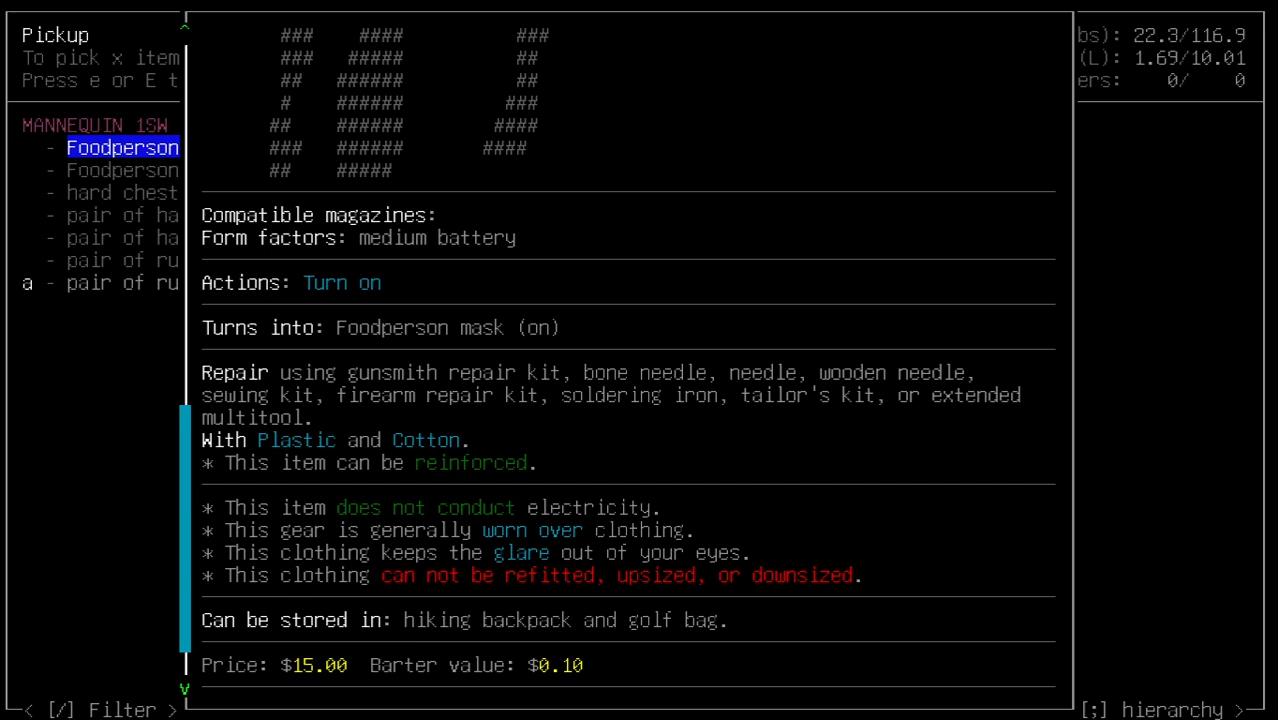 Pickup
To pick x item
Press e or E t
bs): 22.3/116.9
(L): 1.69/10.01
ers: 0/ 0
MANNEQUIN 1SW
- Foodperson
- Foodperson
- hard chest
- pair of ha
- pair of ha
- pair of ru
a - pair of ru
^
### #### ###
### ##### ##
## ###### ##
# ###### ###
## ###### ####
### ###### ####
## #####
Compatible magazines:
Form factors: medium battery
Actions: Turn on
Turns into: Foodperson mask (on)
Repair using gunsmith repair kit, bone needle, needle, wooden needle,
sewing kit, firearm repair kit, soldering iron, tailor's kit, or extended
multitool.
With Plastic and Cotton.
* This item can be reinforced.
* This item does not conduct electricity.
* This gear is generally worn over clothing.
* This clothing keeps the glare out of your eyes.
* This clothing can not be refitted, upsized, or downsized.
Can be stored in: hiking backpack and golf bag.
Price: $15.00 Barter value: $0.10
v
< [/] Filter >
[;] hierarchy >